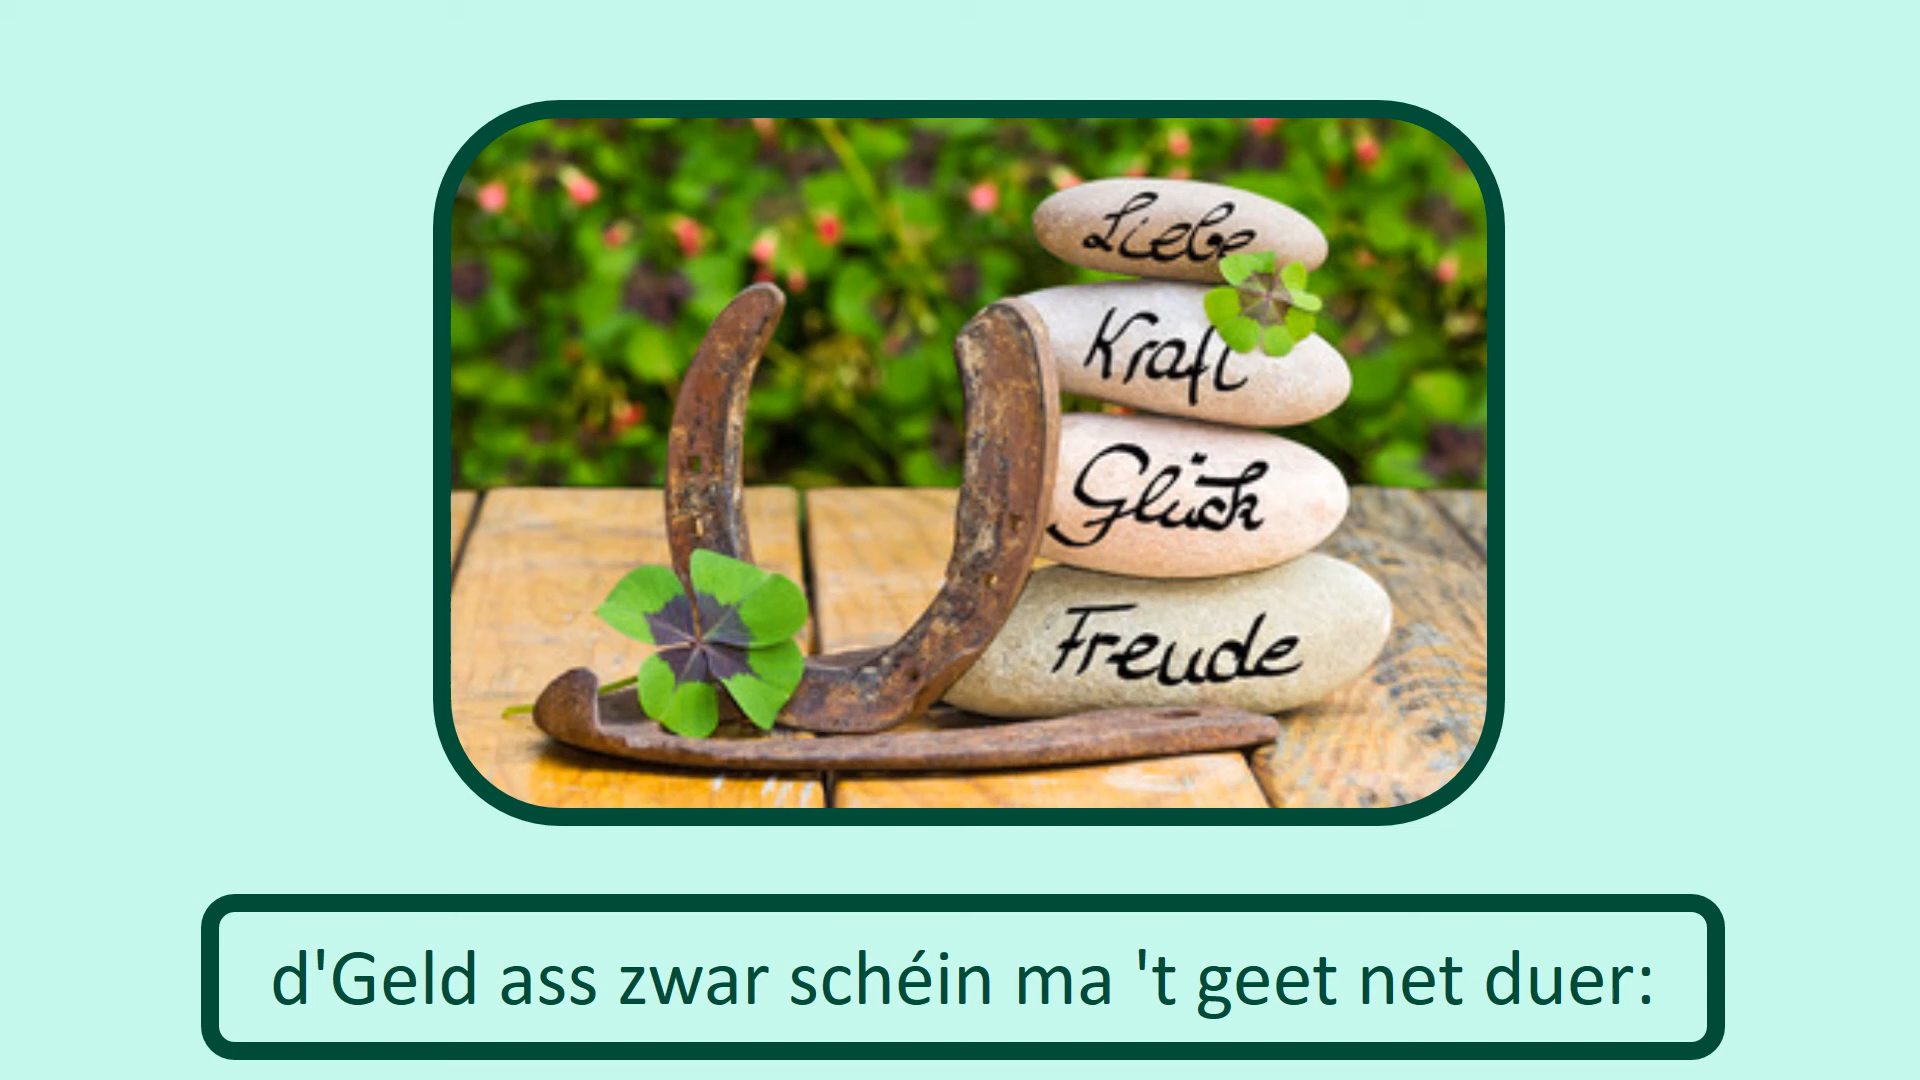 Liebe
Kraft
Glück
Freude
d'Geld ass zwar schéin ma 't geet net duer: